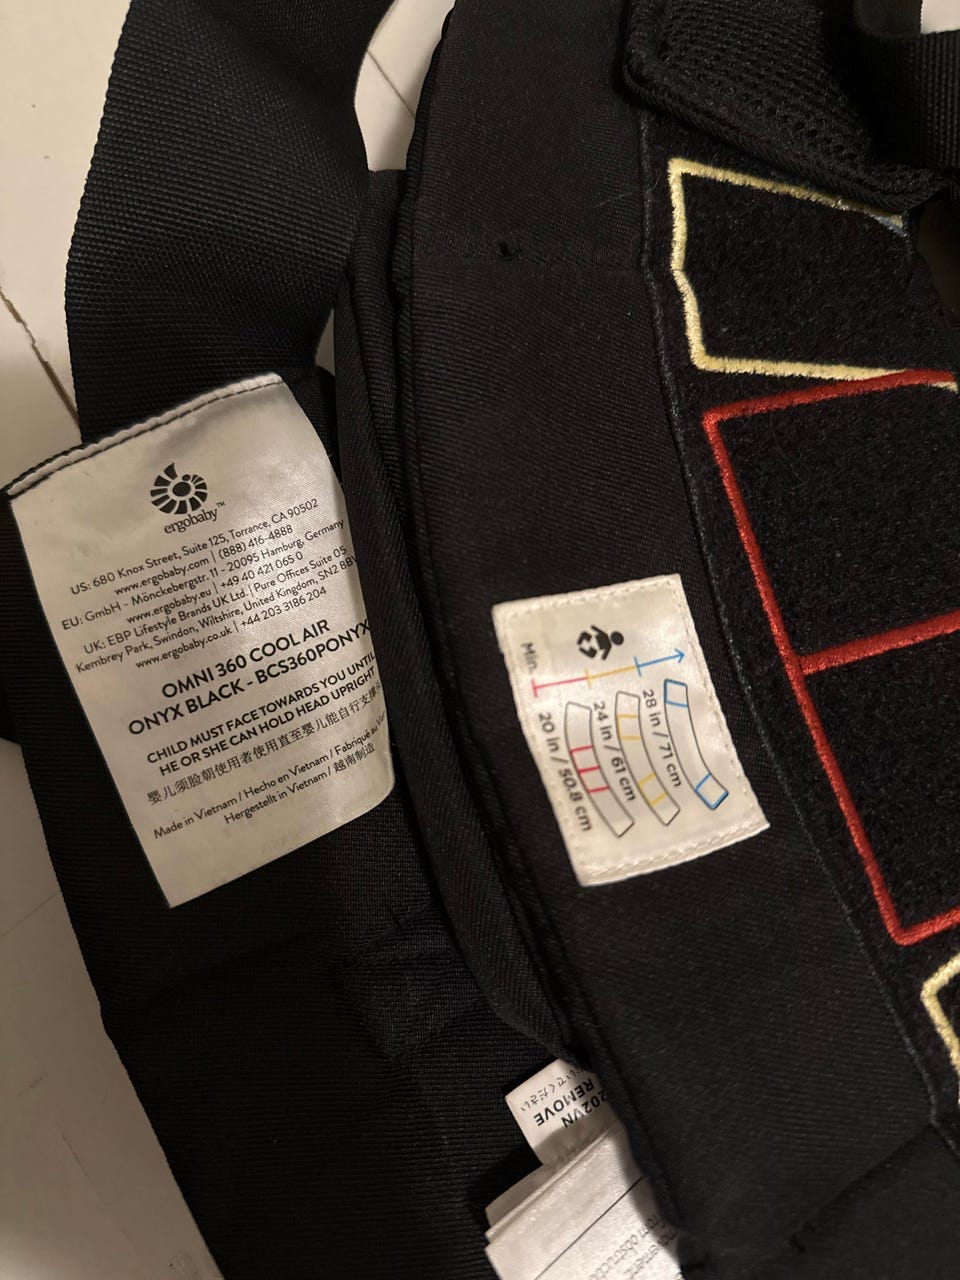 ergobaby™
US: 680 Knox Street, Suite 125, Torrance, CA 90502
www.ergobaby.com | (888) 416-4888
EU: GmbH - Mönckebergstr. 11 - 20095 Hamburg, Germany
www.ergobaby.eu | +49 40 421 065 0
UK: EBP Lifestyle Brands UK Ltd. | Pure Offices Suite 05
Kembrey Park, Swindon, Wiltshire, United Kingdom, SN2 8BW
www.ergobaby.co.uk | +44 203 3186 204
OMNI 360 COOL AIR
ONYX BLACK - BCS360PONYX
CHILD MUST FACE TOWARDS YOU UNTIL
HE OR SHE CAN HOLD HEAD UPRIGHT
婴儿须脸朝使用者使用直至婴儿能自行支撑
Made in Vietnam / Hecho en Vietnam / Fabriqué au
Hergestellt in Vietnam / 越南制造
Min.
28 in / 71 cm
24 in / 61 cm
20 in / 50.8 cm
202VN
REMOVE
ovement
from obstruc